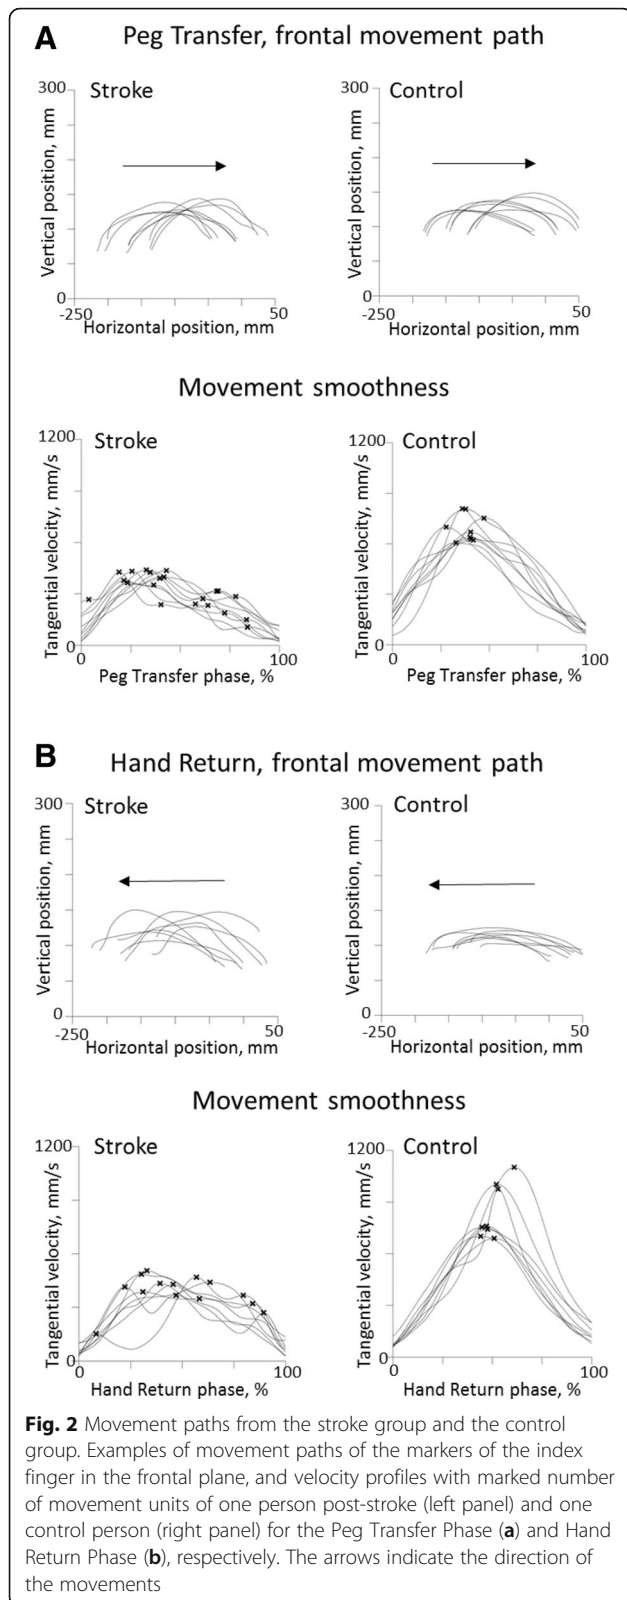 A
Peg Transfer, frontal movement path
300
Stroke
Vertical position, mm
0
-250
50
Horizontal position, mm
300
Control
Vertical position, mm
0
-250
50
Horizontal position, mm
Movement smoothness
1200
Stroke
Tangential velocity, mm/s
0
0
100
Peg Transfer phase, %
1200
Control
Tangential velocity, mm/s
0
0
100
Peg Transfer phase, %
B
Hand Return, frontal movement path
300
Stroke
Vertical position, mm
0
-250
50
Horizontal position, mm
300
Control
Vertical position, mm
0
-250
50
Horizontal position, mm
Movement smoothness
1200
Stroke
Tangential velocity, mm/s
0
0
100
Hand Return phase, %
1200
Control
Tangential velocity, mm/s
0
0
100
Hand Return phase, %
Fig. 2 Movement paths from the stroke group and the control
group. Examples of movement paths of the markers of the index
finger in the frontal plane, and velocity profiles with marked number
of movement units of one person post-stroke (left panel) and one
control person (right panel) for the Peg Transfer Phase (a) and Hand
Return Phase (b), respectively. The arrows indicate the direction of
the movements